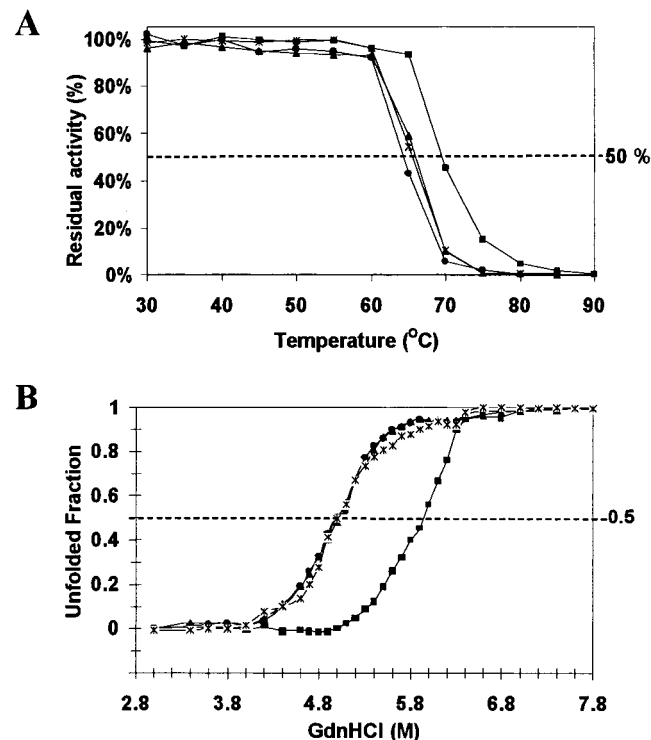 A
Residual activity (%)
100%
80%
60%
40%
20%
0%
50 %
30 40 50 60 70 80 90
Temperature (°C)
B
Unfolded Fraction
1
0.8
0.6
0.4
0.2
0
0.5
2.8 3.8 4.8 5.8 6.8 7.8
GdnHCl (M)